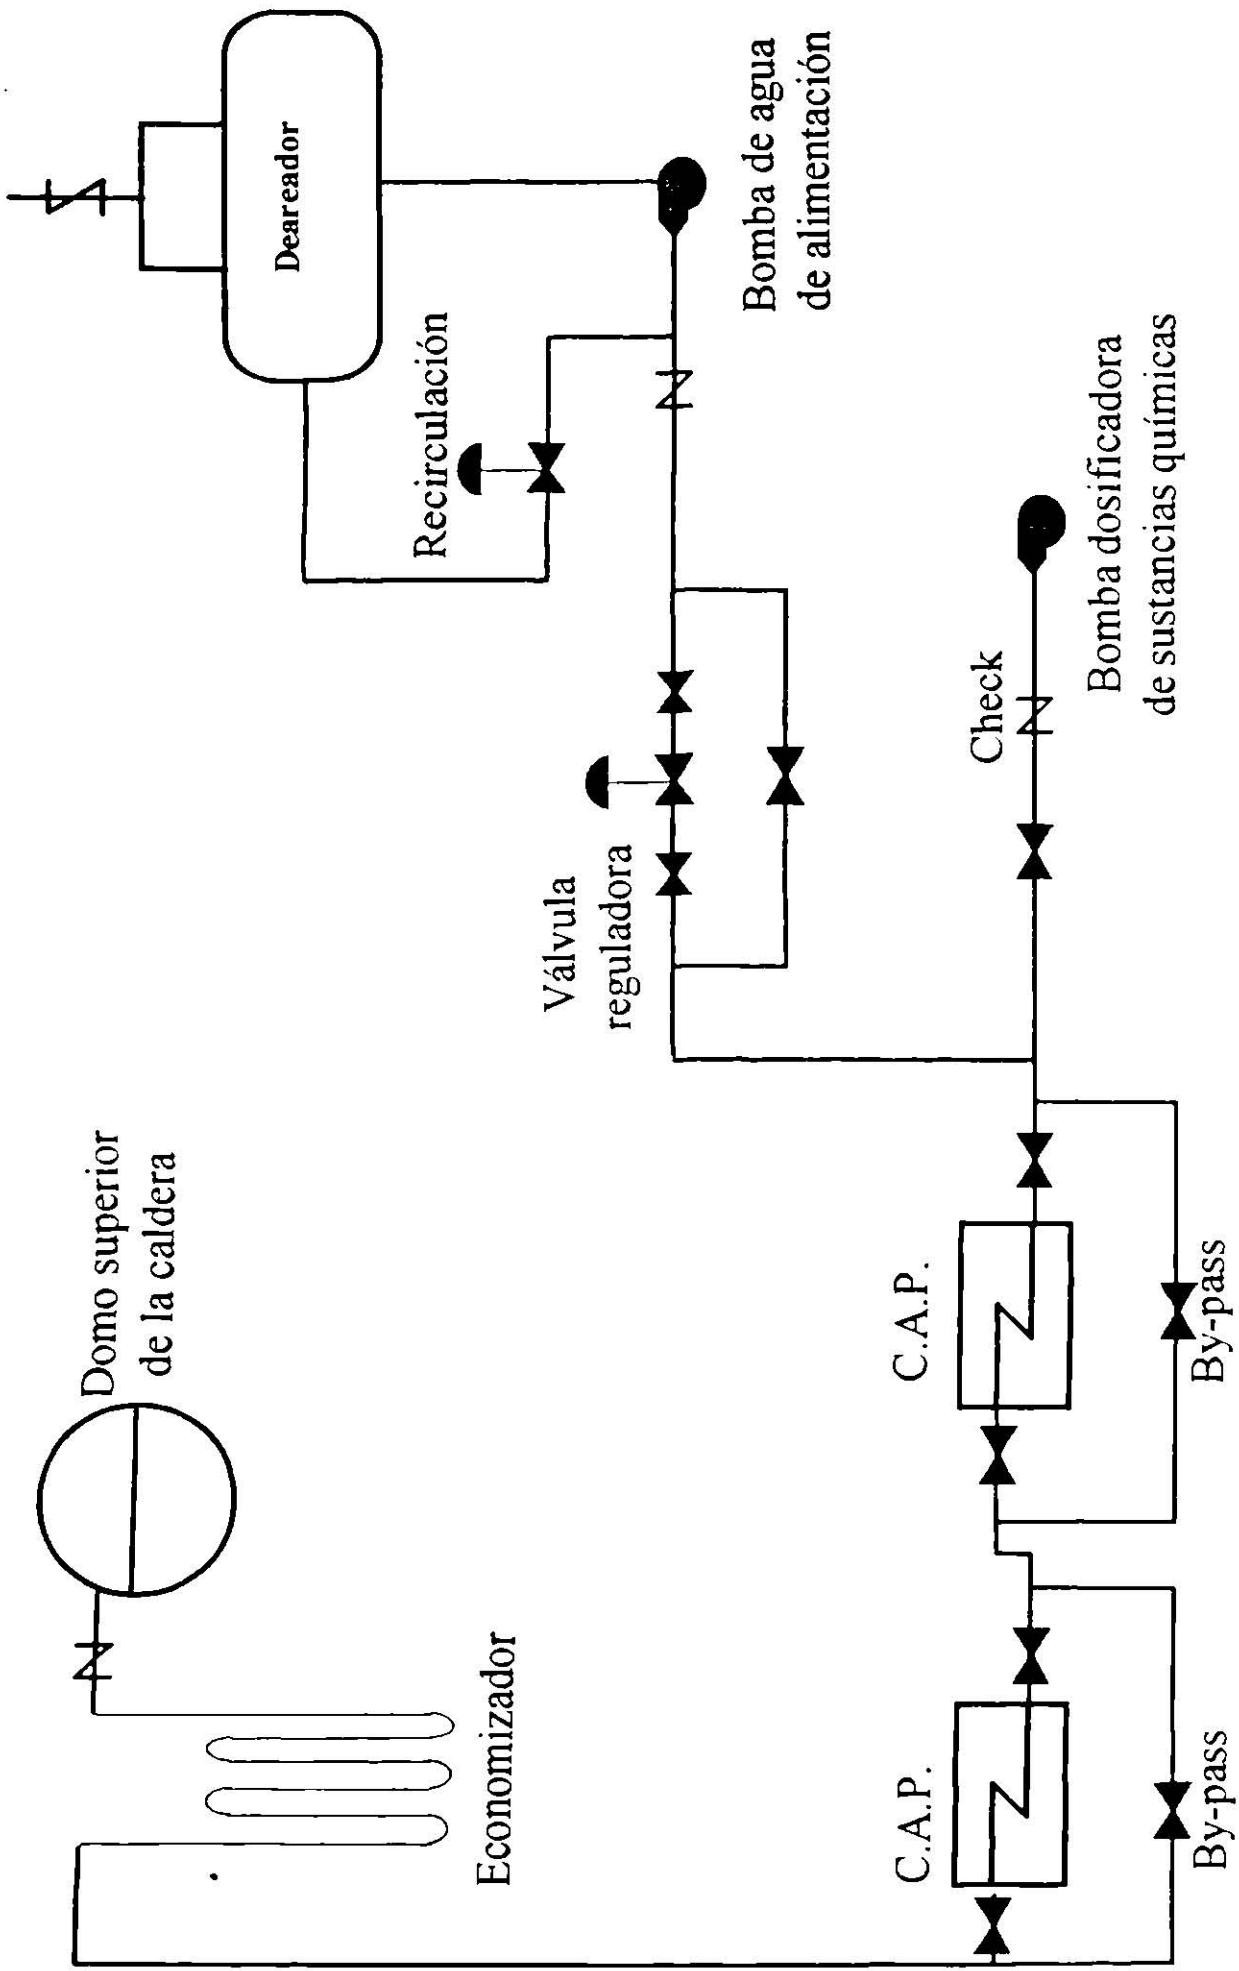 Domo superior
de la caldera
Economizador
Deareador
Recirculación
Válvula
reguladora
Bomba de agua
de alimentación
Check
Bomba dosificadora
de sustancias químicas
C.A.P.
By-pass
C.A.P.
By-pass